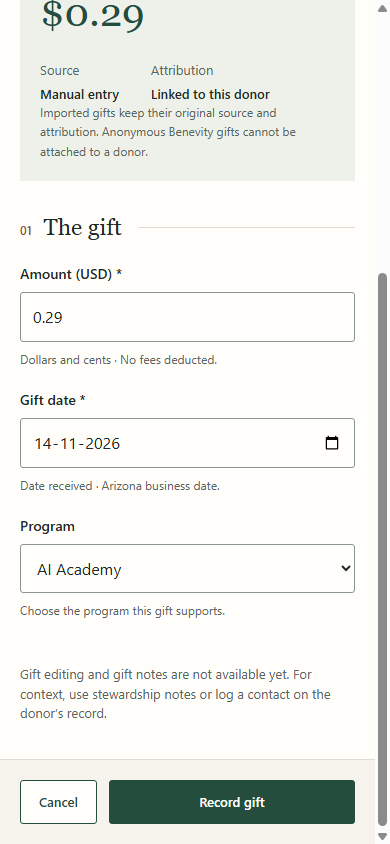 $0.29
Source Attribution
Manual entry Linked to this donor
Imported gifts keep their original source and
attribution. Anonymous Benevity gifts cannot be
attached to a donor.
01 The gift
Amount (USD) *
0.29
Dollars and cents · No fees deducted.
Gift date *
14-11-2026
Date received · Arizona business date.
Program
AI Academy
Choose the program this gift supports.
Gift editing and gift notes are not available yet. For
context, use stewardship notes or log a contact on the
donor's record.
Cancel Record gift